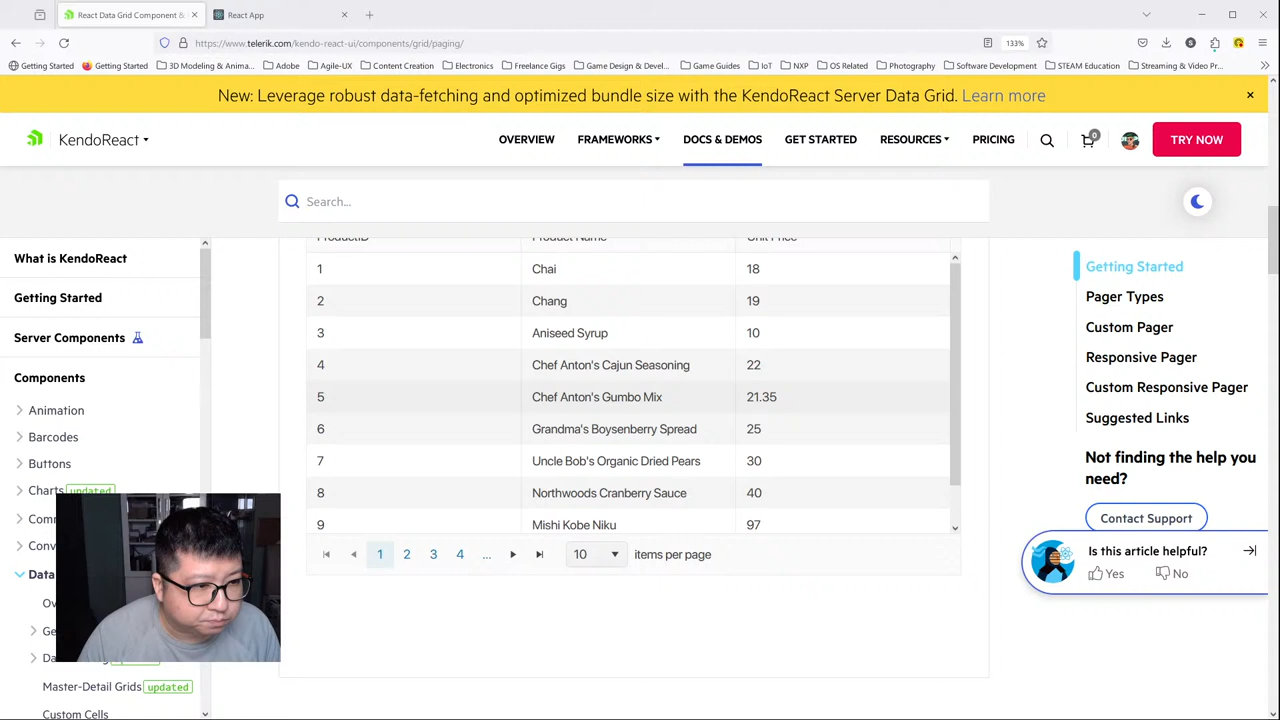 React Data Grid Component &
React App
https://www.telerik.com/kendo-react-ui/components/grid/paging/
133%
Getting Started
Getting Started
3D Modeling & Anima...
Adobe
Agile-UX
Content Creation
Electronics
Freelance Gigs
Game Design & Devel...
Game Guides
IoT
NXP
OS Related
Photography
Software Development
STEAM Education
Streaming & Video Pr...
New: Leverage robust data-fetching and optimized bundle size with the KendoReact Server Data Grid. Learn more
KendoReact
OVERVIEW
FRAMEWORKS
DOCS & DEMOS
GET STARTED
RESOURCES
PRICING
0
TRY NOW
Search...
What is KendoReact
Getting Started
Server Components
Components
Animation
Barcodes
Buttons
Charts updated
Data
Master-Detail Grids updated
Custom Cells
ProductID Product Name Unit Price
1 Chai 18
2 Chang 19
3 Aniseed Syrup 10
4 Chef Anton's Cajun Seasoning 22
5 Chef Anton's Gumbo Mix 21.35
6 Grandma's Boysenberry Spread 25
7 Uncle Bob's Organic Dried Pears 30
8 Northwoods Cranberry Sauce 40
9 Mishi Kobe Niku 97
1 2 3 4 ... 10 items per page
Getting Started
Pager Types
Custom Pager
Responsive Pager
Custom Responsive Pager
Suggested Links
Not finding the help you
need?
Contact Support
Is this article helpful?
Yes No